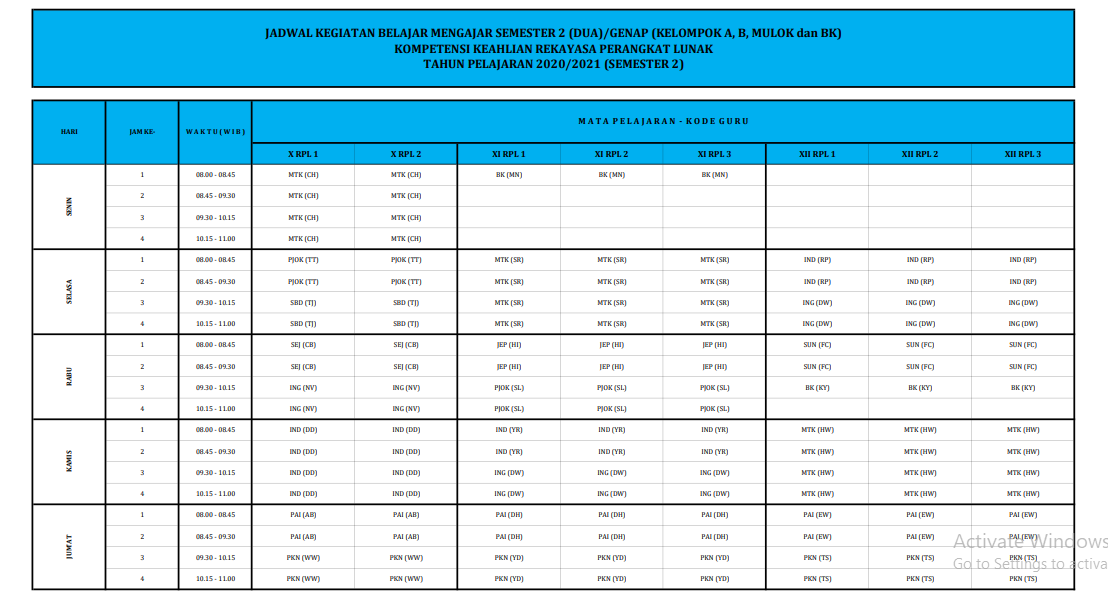 JADWAL KEGIATAN BELAJAR MENGAJAR SEMESTER 2 (DUA)/GENAP (KELOMPOK A, B, MULOK dan BK)
KOMPETENSI KEAHLIAN REKAYASA PERANGKAT LUNAK
TAHUN PELAJARAN 2020/2021 (SEMESTER 2)
HARI JAM KE- WAKTU (WIB) MATA PELAJARAN - KODE GURU
X RPL 1 X RPL 2 XI RPL 1 XI RPL 2 XI RPL 3 XII RPL 1 XII RPL 2 XII RPL 3
SENIN
1 08.00 - 08.45 MTK (CH) MTK (CH) BK (MN) BK (MN) BK (MN)
2 08.45 - 09.30 MTK (CH) MTK (CH)
3 09.30 - 10.15 MTK (CH) MTK (CH)
4 10.15 - 11.00 MTK (CH) MTK (CH)
SELASA
1 08.00 - 08.45 PJOK (TT) PJOK (TT) MTK (SR) MTK (SR) MTK (SR) IND (RP) IND (RP) IND (RP)
2 08.45 - 09.30 PJOK (TT) PJOK (TT) MTK (SR) MTK (SR) MTK (SR) IND (RP) IND (RP) IND (RP)
3 09.30 - 10.15 SBD (TJ) SBD (TJ) MTK (SR) MTK (SR) MTK (SR) ING (DW) ING (DW) ING (DW)
4 10.15 - 11.00 SBD (TJ) SBD (TJ) MTK (SR) MTK (SR) MTK (SR) ING (DW) ING (DW) ING (DW)
RABU
1 08.00 - 08.45 SEJ (CB) SEJ (CB) JEP (HI) JEP (HI) JEP (HI) SUN (FC) SUN (FC) SUN (FC)
2 08.45 - 09.30 SEJ (CB) SEJ (CB) JEP (HI) JEP (HI) JEP (HI) SUN (FC) SUN (FC) SUN (FC)
3 09.30 - 10.15 ING (NV) ING (NV) PJOK (SL) PJOK (SL) PJOK (SL) BK (KY) BK (KY) BK (KY)
4 10.15 - 11.00 ING (NV) ING (NV) PJOK (SL) PJOK (SL) PJOK (SL)
KAMIS
1 08.00 - 08.45 IND (DD) IND (DD) IND (YR) IND (YR) IND (YR) MTK (HW) MTK (HW) MTK (HW)
2 08.45 - 09.30 IND (DD) IND (DD) IND (YR) IND (YR) IND (YR) MTK (HW) MTK (HW) MTK (HW)
3 09.30 - 10.15 IND (DD) IND (DD) ING (DW) ING (DW) ING (DW) MTK (HW) MTK (HW) MTK (HW)
4 10.15 - 11.00 IND (DD) IND (DD) ING (DW) ING (DW) ING (DW) MTK (HW) MTK (HW) MTK (HW)
JUMAT
1 08.00 - 08.45 PAI (AB) PAI (AB) PAI (DH) PAI (DH) PAI (DH) PAI (EW) PAI (EW) PAI (EW)
2 08.45 - 09.30 PAI (AB) PAI (AB) PAI (DH) PAI (DH) PAI (DH) PAI (EW) PAI (EW) PAI (EW)
3 09.30 - 10.15 PKN (WW) PKN (WW) PKN (YD) PKN (YD) PKN (YD) PKN (TS) PKN (TS) PKN (TS)
4 10.15 - 11.00 PKN (WW) PKN (WW) PKN (YD) PKN (YD) PKN (YD) PKN (TS) PKN (TS) PKN (TS)
Activate Windows
Go to Settings to activa